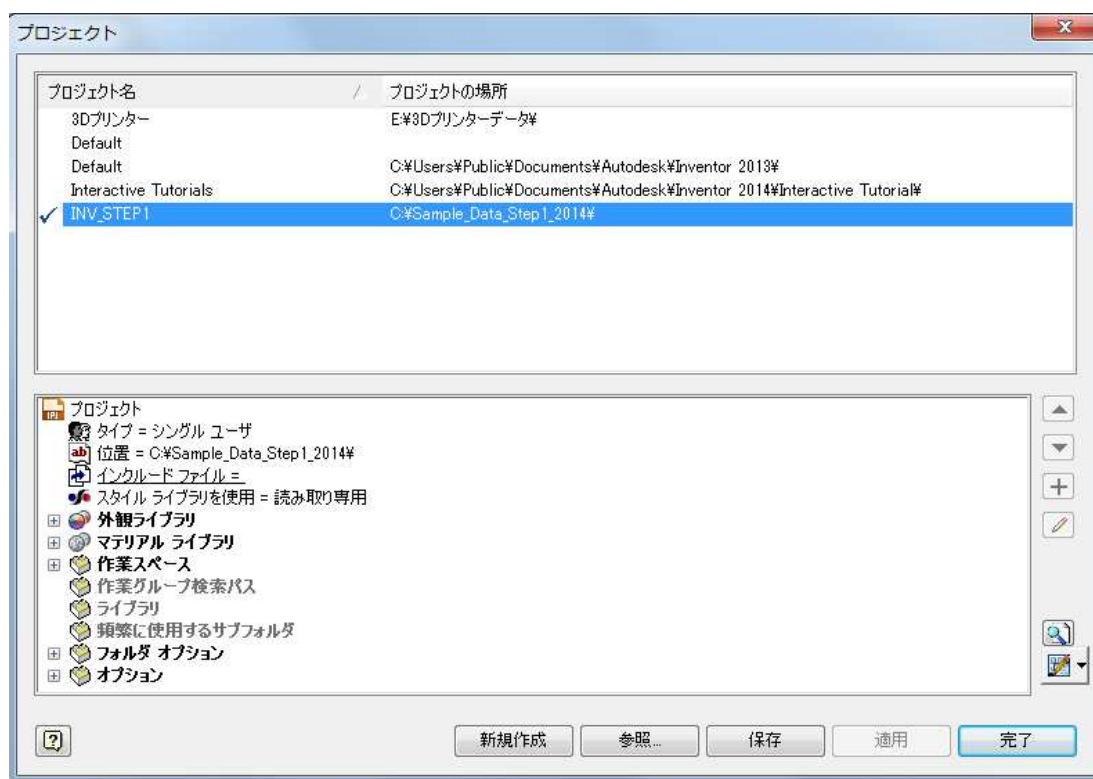 プロジェクト
プロジェクト名 / プロジェクトの場所
3Dプリンター E:¥3Dプリンターデータ¥
Default
Default C:¥Users¥Public¥Documents¥Autodesk¥Inventor 2013¥
Interactive Tutorials C:¥Users¥Public¥Documents¥Autodesk¥Inventor 2014¥Interactive Tutorial¥
INV_STEP1 C:¥Sample_Data_Step1_2014¥
プロジェクト
タイプ = シングル ユーザ
位置 = C:¥Sample_Data_Step1_2014¥
インクルード ファイル =
スタイル ライブラリを使用 = 読み取り専用
外観ライブラリ
マテリアル ライブラリ
作業スペース
作業グループ検索パス
ライブラリ
頻繁に使用するサブフォルダ
フォルダ オプション
オプション
新規作成 参照... 保存 適用 完了